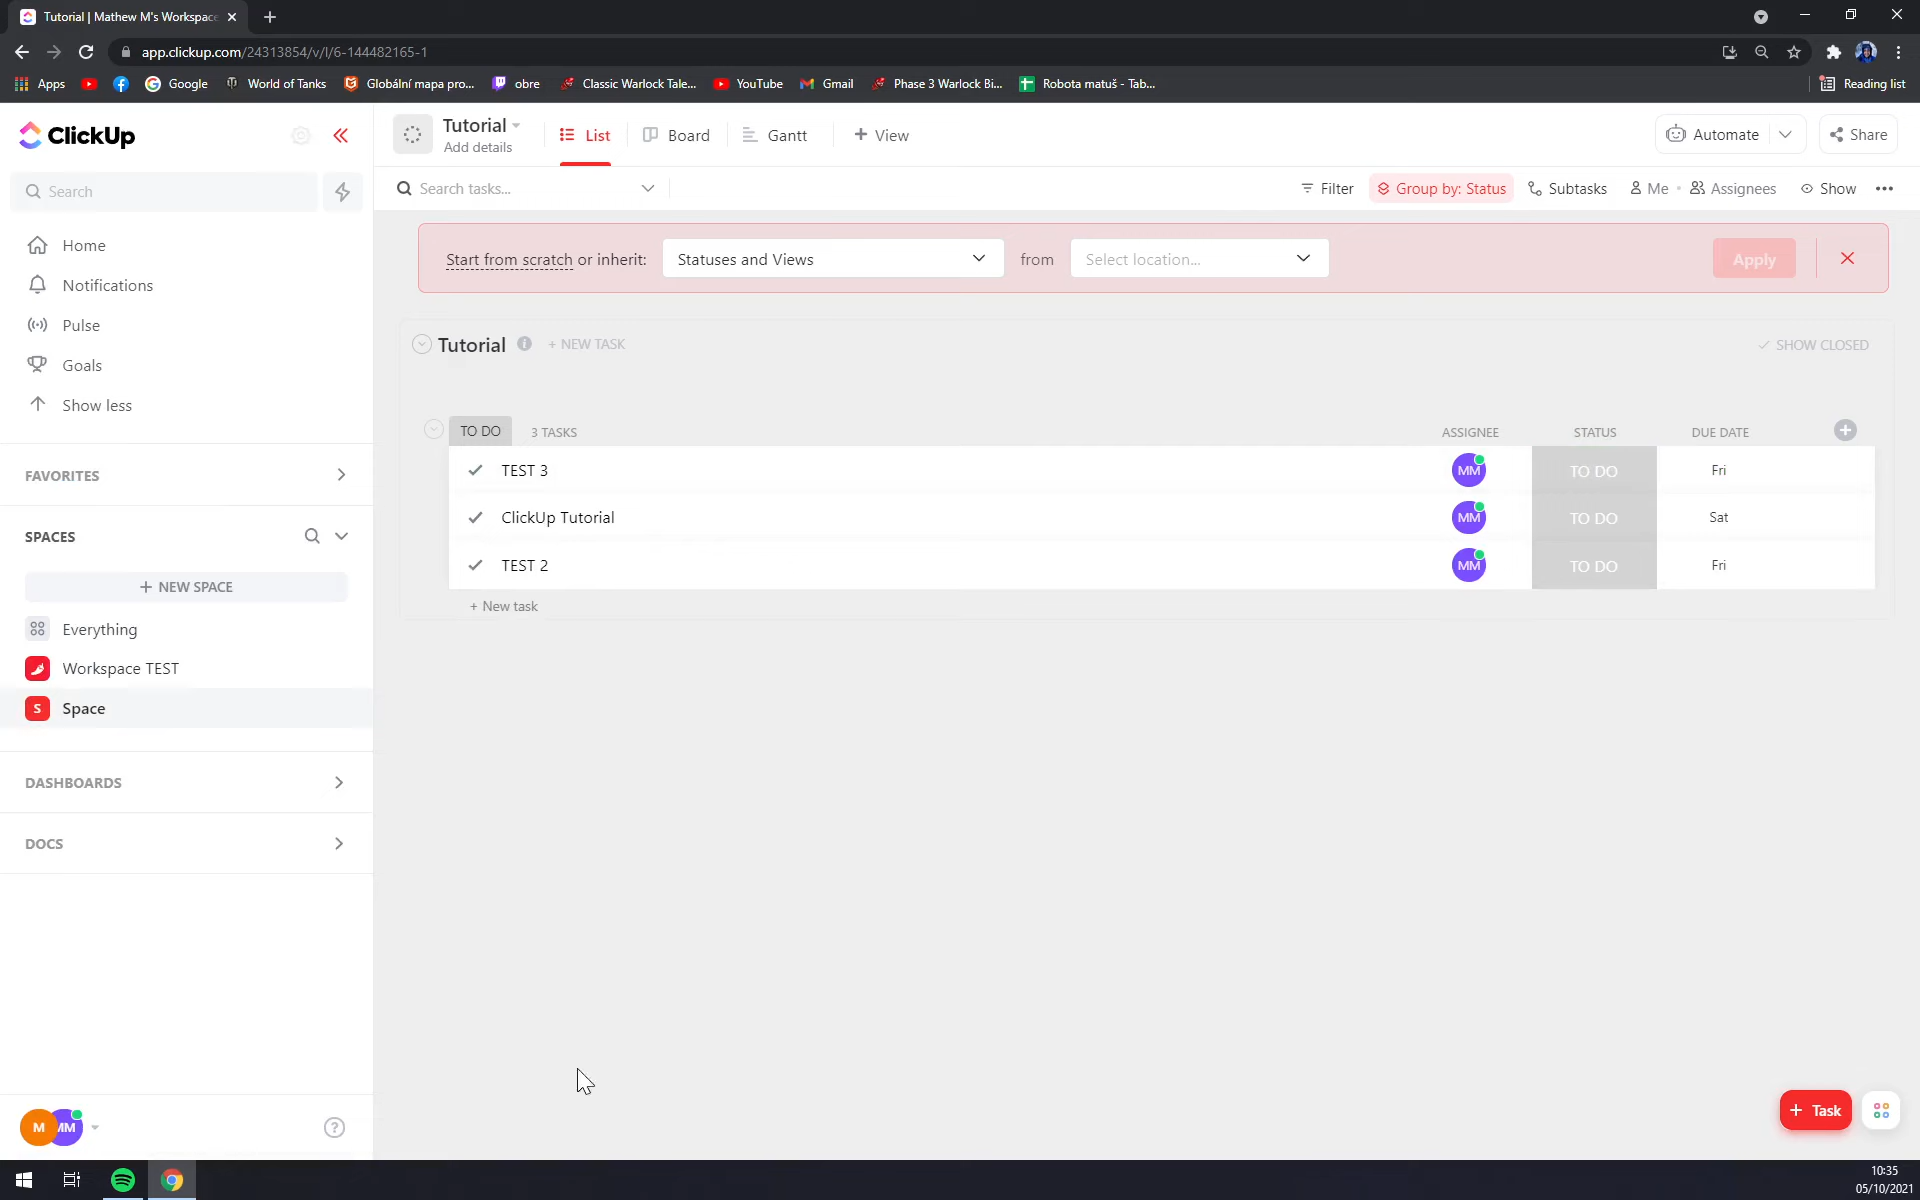 Tutorial | Mathew M's Workspace
app.clickup.com/24313854/v/l/6-144482165-1
Apps
Google
World of Tanks
Globální mapa pro...
obre
Classic Warlock Tale...
YouTube
Gmail
Phase 3 Warlock Bi...
Robota matuš - Tab...
Reading list
ClickUp
Tutorial
Add details
List
Board
Gantt
+ View
Automate
Share
Search
Search tasks...
Filter
Group by: Status
Subtasks
Me
Assignees
Show
Home
Notifications
Pulse
Goals
Show less
Start from scratch or inherit:
Statuses and Views
from
Select location...
Apply
Tutorial
+ NEW TASK
SHOW CLOSED
TO DO
3 TASKS
ASSIGNEE
STATUS
DUE DATE
TEST 3
MM
TO DO
Fri
ClickUp Tutorial
MM
TO DO
Sat
TEST 2
MM
TO DO
Fri
+ New task
FAVORITES
SPACES
+ NEW SPACE
Everything
Workspace TEST
S
Space
DASHBOARDS
DOCS
M
MM
?
+ Task
10:35
05/10/2021